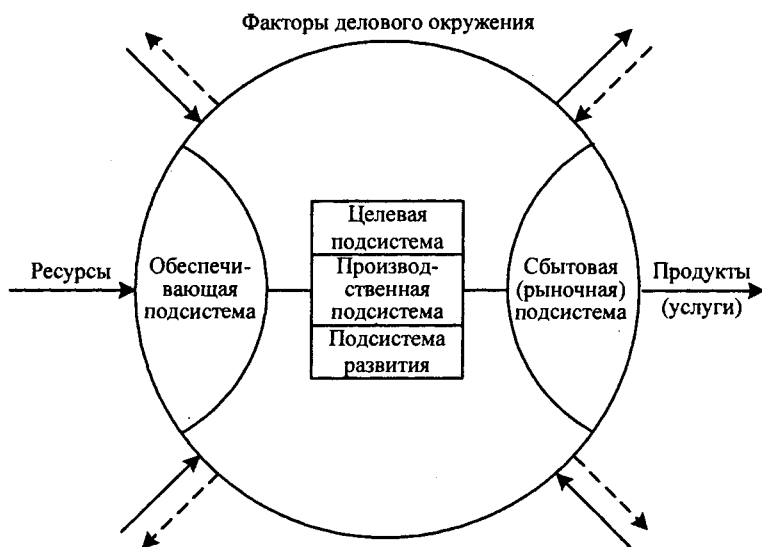 Факторы делового окружения
Ресурсы
Обеспечи-
вающая
подсистема
Целевая
подсистема
Производ-
ственная
подсистема
Подсистема
развития
Сбытовая
(рыночная)
подсистема
Продукты
(услуги)